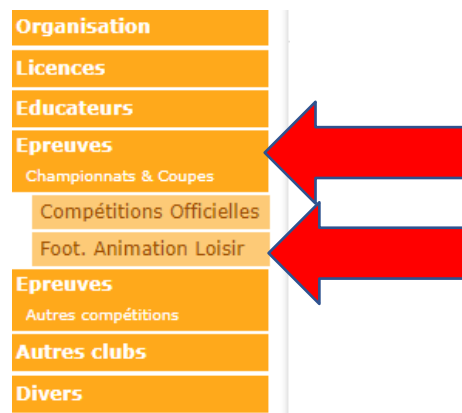 Organisation
Licences
Educateurs
Epreuves
Championnats & Coupes
Compétitions Officielles
Foot. Animation Loisir
Epreuves
Autres compétitions
Autres clubs
Divers